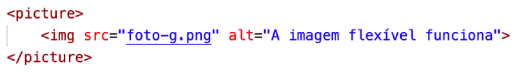 <picture>
<img src="foto-g.png" alt="A imagem flexível funciona">
</picture>